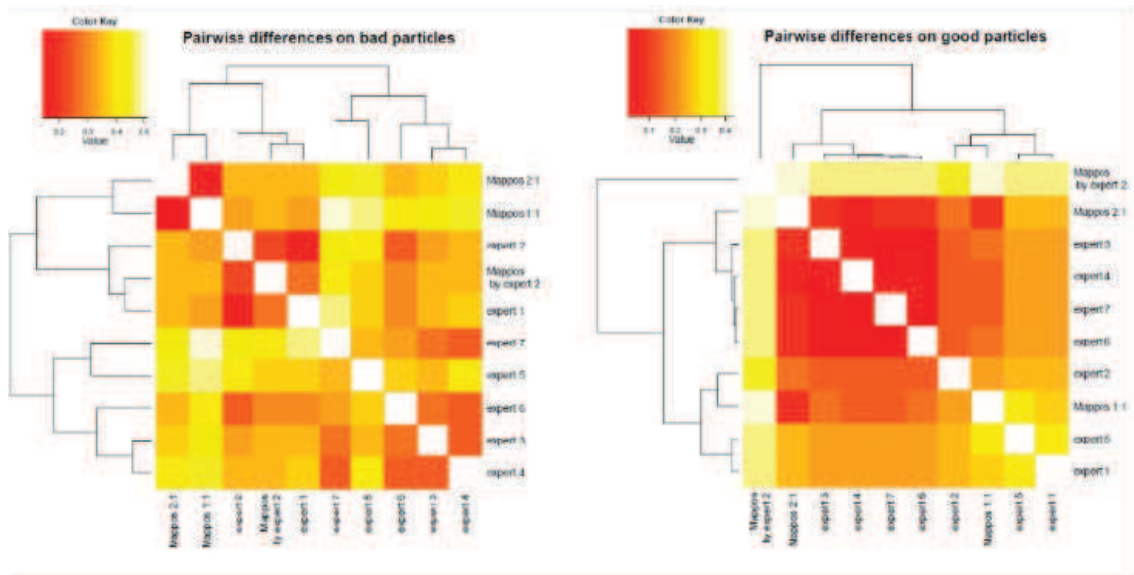 Color Key
0.2 0.3 0.4 0.5
Value
Pairwise differences on bad particles
Mappos 2:1
Mappos 1:1
expert 2
Mappos
by expert 2
expert 1
expert 7
expert 5
expert 6
expert 3
expert 4
Mappos 2:1
Mappos 1:1
expert 2
Mappos
by expert 2
expert 1
expert 7
expert 5
expert 6
expert 3
expert 4
Color Key
0.1 0.2 0.3 0.4
Value
Pairwise differences on good particles
Mappos
by expert 2
Mappos 2:1
expert 3
expert 4
expert 7
expert 6
expert 2
Mappos 1:1
expert 5
expert 1
Mappos
by expert 2
Mappos 2:1
expert 3
expert 4
expert 7
expert 6
expert 2
Mappos 1:1
expert 5
expert 1